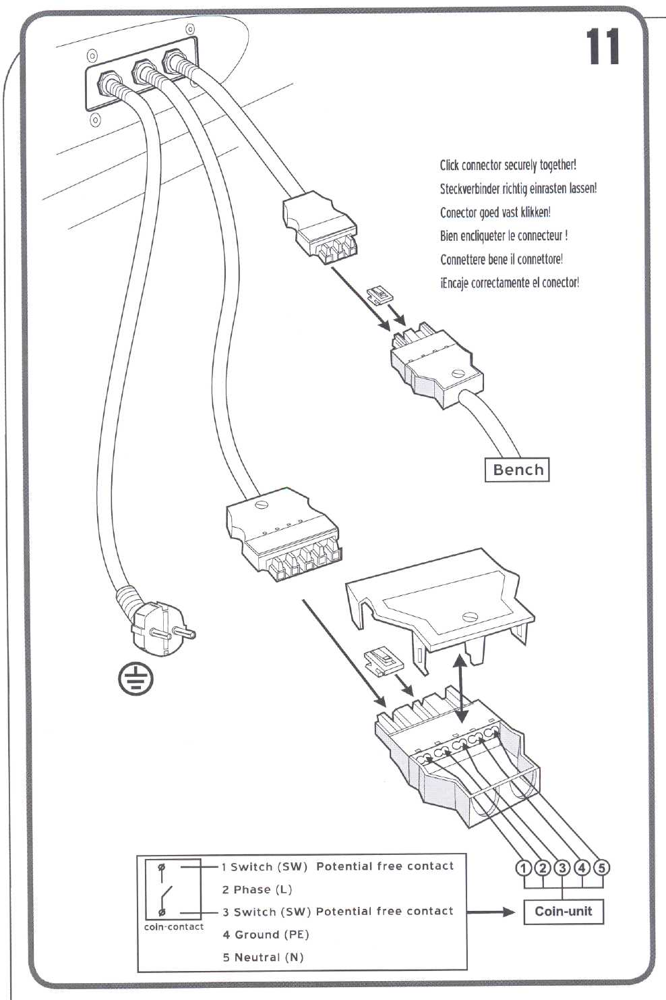 11
Click connector securely together!
Steckverbinder richtig einrasten lassen!
Conector goed vast klikken!
Bien encliqueter le connecteur !
Connettere bene il connettore!
¡Encaje correctamente el conector!
Bench
1 Switch (SW) Potential free contact
2 Phase (L)
3 Switch (SW) Potential free contact
4 Ground (PE)
5 Neutral (N)
coin-contact
1 2 3 4 5
Coin-unit